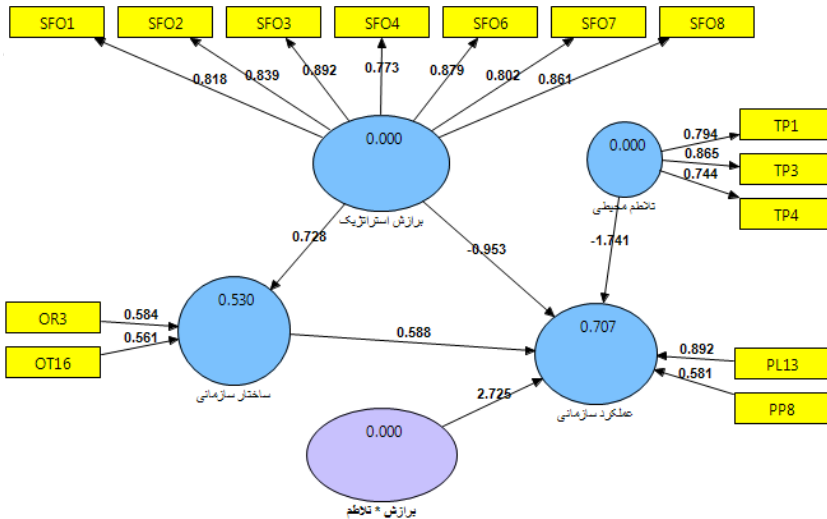 SFO1
SFO2
SFO3
SFO4
SFO6
SFO7
SFO8
0.818
0.839
0.892
0.773
0.879
0.802
0.861
0.000
برازش استراتژیک
0.000
تلاطم محیطی
0.794
TP1
0.865
TP3
0.744
TP4
0.728
-0.953
-1.741
OR3
0.584
OT16
0.561
0.530
ساختار سازمانی
0.588
0.707
عملکرد سازمانی
0.892
PL13
0.581
PP8
2.725
0.000
برازش * تلاطم